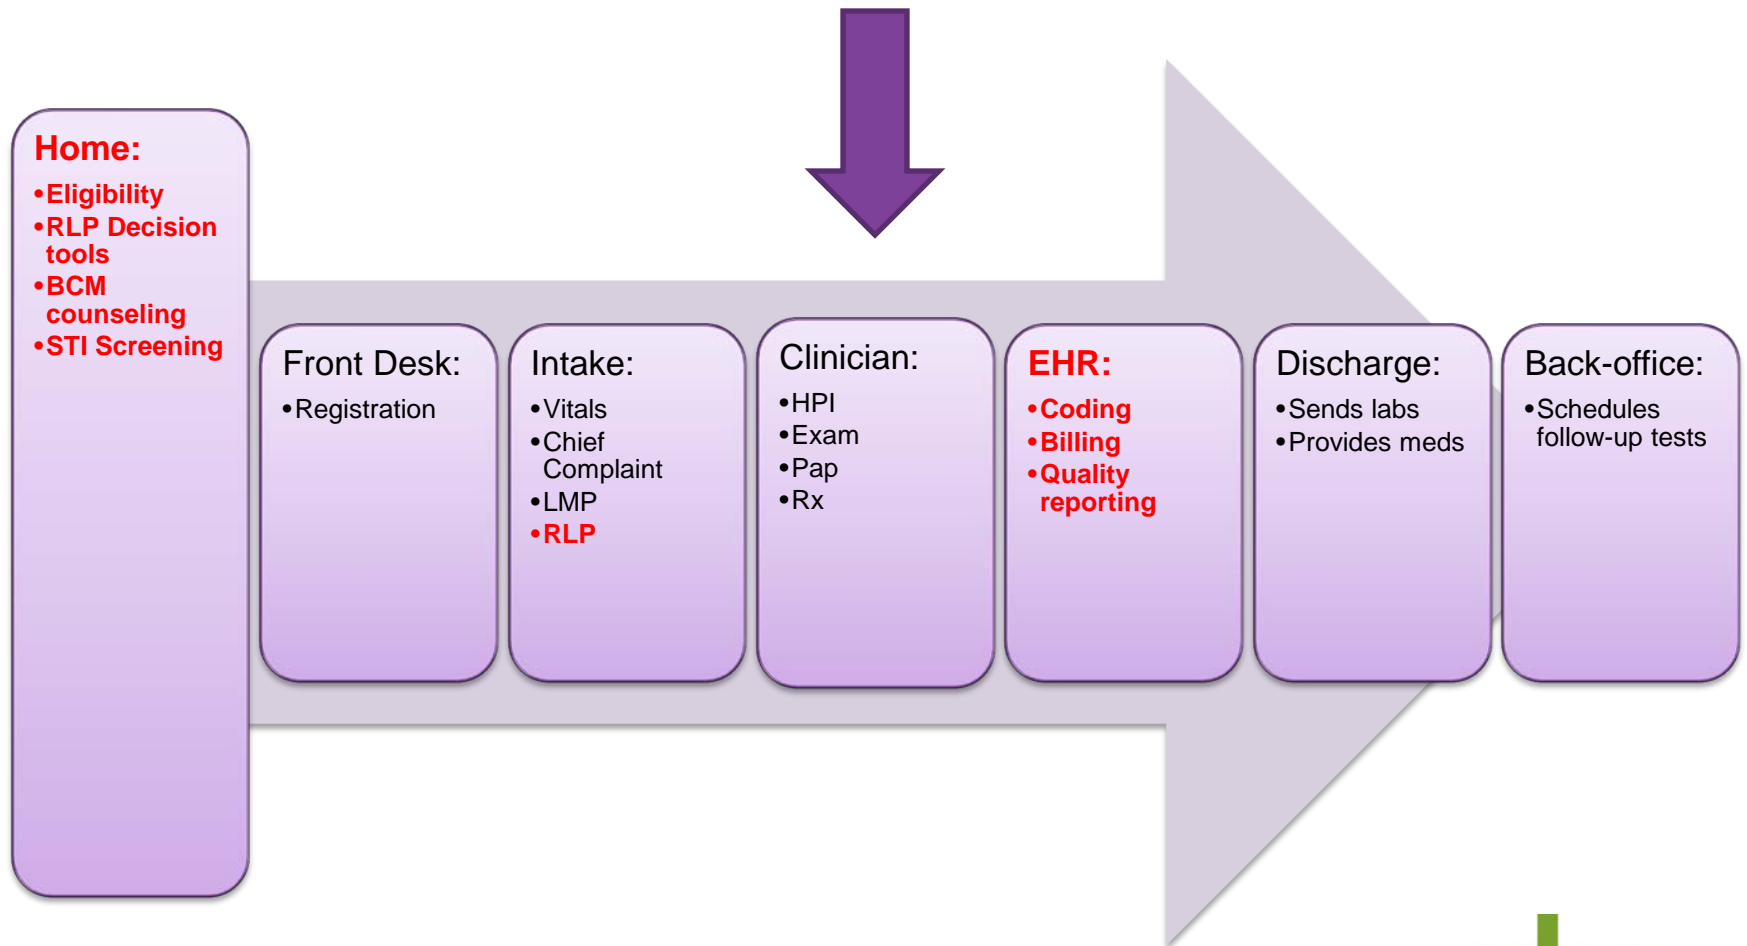 Home:
•Eligibility
•RLP Decision
tools
•BCM
counseling
•STI Screening
Front Desk:
•Registration
Intake:
•Vitals
•Chief
Complaint
•LMP
•RLP
Clinician:
•HPI
•Exam
•Pap
•Rx
EHR:
•Coding
•Billing
•Quality
reporting
Discharge:
•Sends labs
•Provides meds
Back-office:
•Schedules
follow-up tests